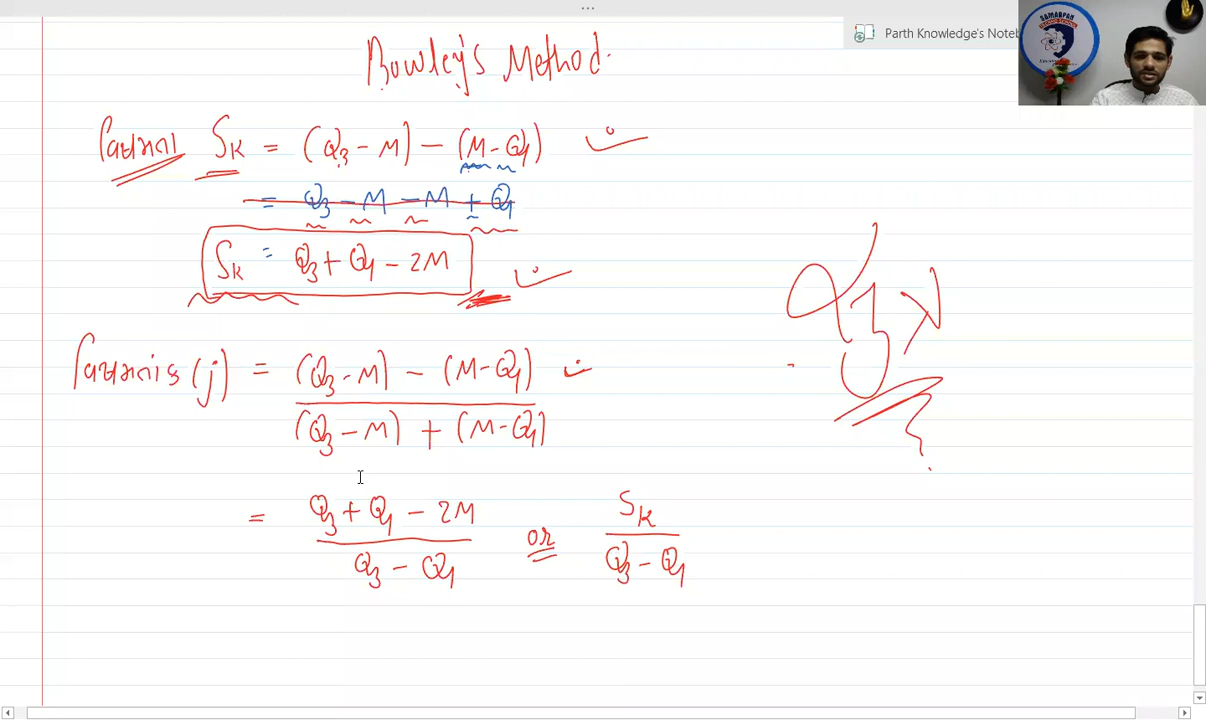 Parth Knowledge's Noteb
SAMARPAN
Bowley's Method.
વિષમતા Sₖ = (Q₃ - M) - (M - Q₁)
= Q₃ - M - M + Q₁
Sₖ = Q₃ + Q₁ - 2M
વિષમતાંક (j) = (Q₃ - M) - (M - Q₁)
(Q₃ - M) + (M - Q₁)
= Q₃ + Q₁ - 2M or Sₖ
Q₃ - Q₁ Q₃ - Q₁